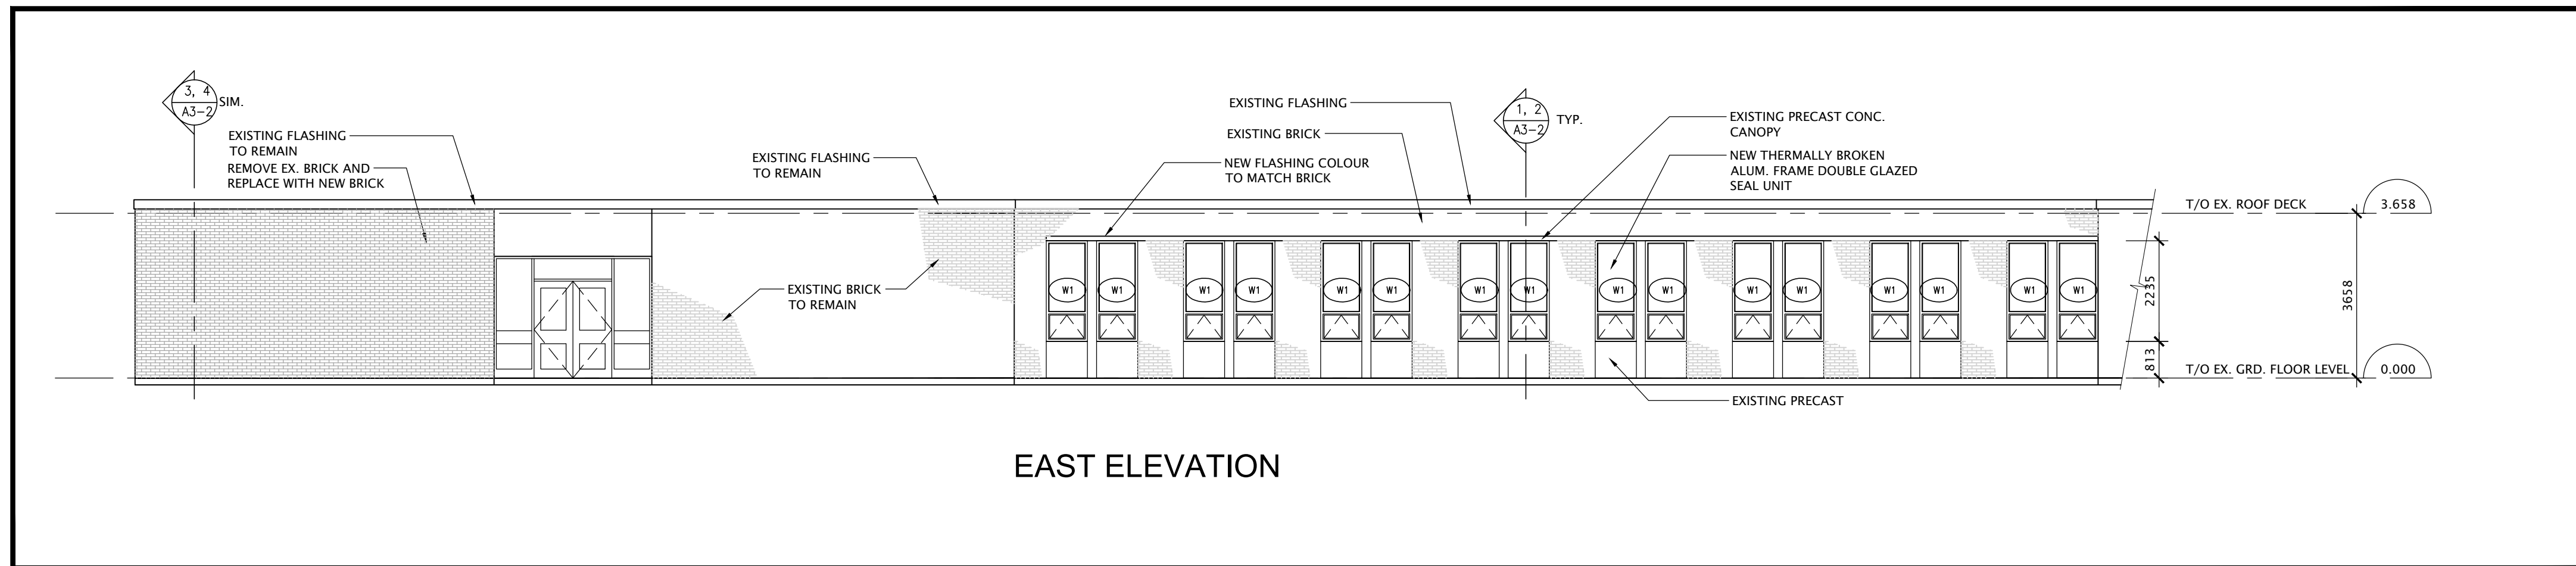 3, 4
A3-2
SIM.
EXISTING FLASHING
TO REMAIN
REMOVE EX. BRICK AND
REPLACE WITH NEW BRICK
EXISTING FLASHING
TO REMAIN
EXISTING BRICK
TO REMAIN
EXISTING FLASHING
EXISTING BRICK
NEW FLASHING COLOUR
TO MATCH BRICK
1, 2
A3-2
TYP.
EXISTING PRECAST CONC.
CANOPY
NEW THERMALLY BROKEN
ALUM. FRAME DOUBLE GLAZED
SEAL UNIT
W1 W1 W1 W1 W1 W1 W1 W1 W1 W1 W1 W1 W1 W1 W1 W1
EXISTING PRECAST
2235
813
3658
T/O EX. ROOF DECK
3.658
T/O EX. GRD. FLOOR LEVEL
0.000
EAST ELEVATION